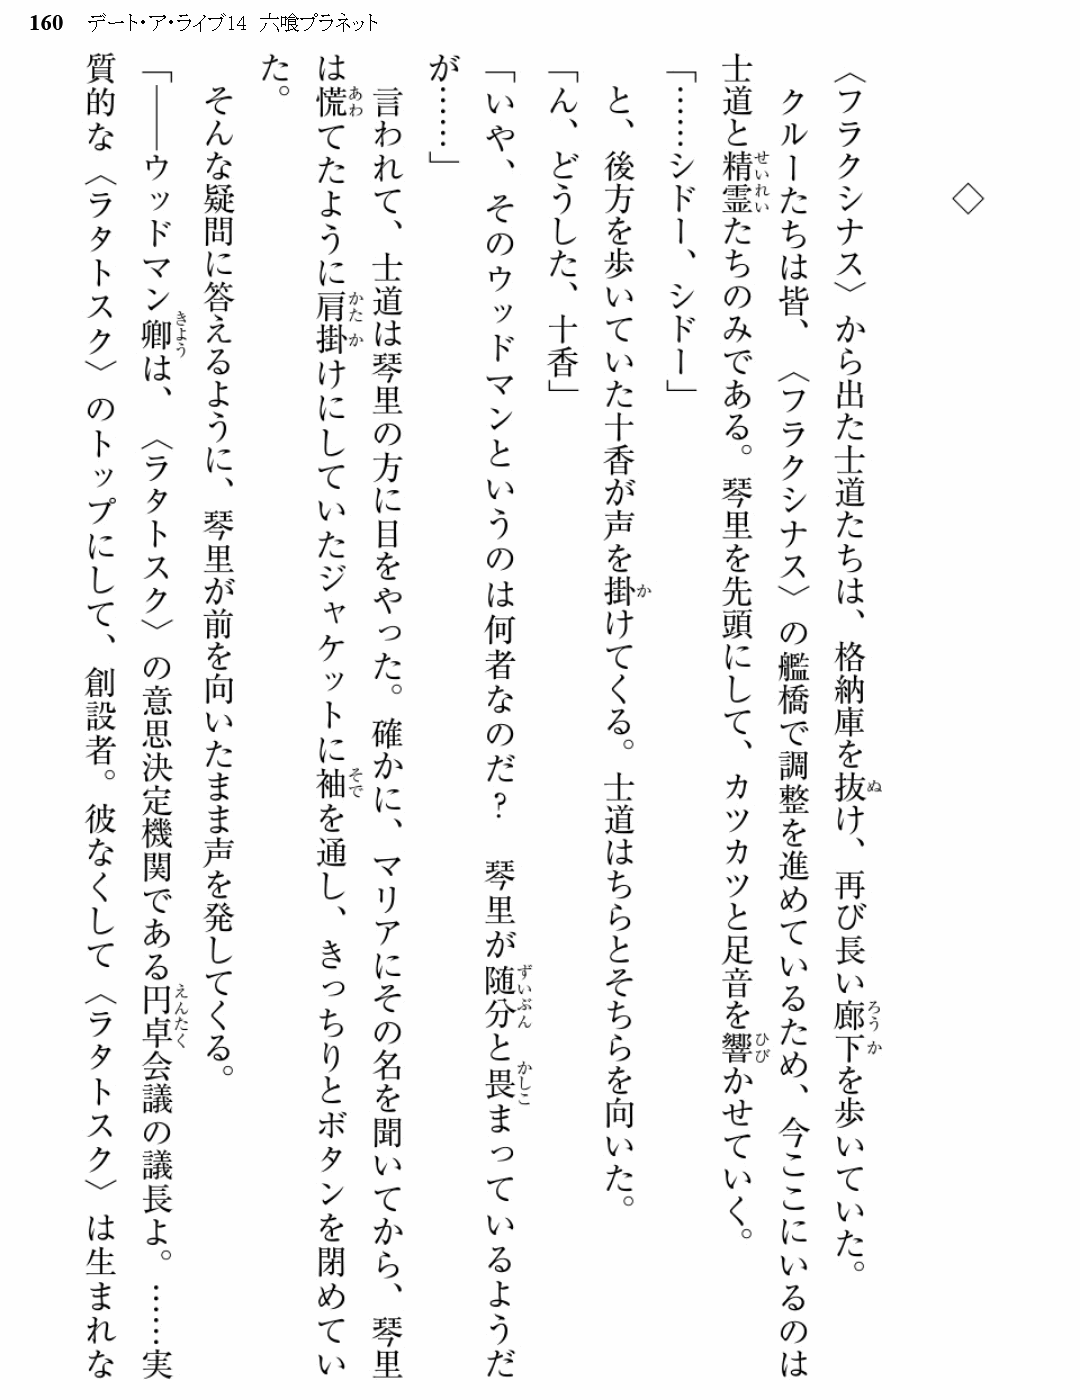 160 デート・ア・ライブ14 六喰プラネット
◇
〈フラクシナス〉から出た士道たちは、格納庫を抜け、再び長い廊下を歩いていた。
クルーたちは皆、〈フラクシナス〉の艦橋で調整を進めているため、今ここにいるのは
士道と精霊たちのみである。琴里を先頭にして、カツカツと足音を響かせていく。
「……シドー、シドー」
と、後方を歩いていた十香が声を掛けてくる。士道はちらとそちらを向いた。
「ん、どうした、十香」
「いや、そのウッドマンというのは何者なのだ? 琴里が随分と畏まっているようだ
が……」
言われて、士道は琴里の方に目をやった。確かに、マリアにその名を聞いてから、琴里
は慌てたように肩掛けにしていたジャケットに袖を通し、きっちりとボタンを閉めてい
た。
そんな疑問に答えるように、琴里が前を向いたまま声を発してくる。
「――ウッドマン卿は、〈ラタトスク〉の意思決定機関である円卓会議の議長よ。……実
質的な〈ラタトスク〉のトップにして、創設者。彼なくして〈ラタトスク〉は生まれな